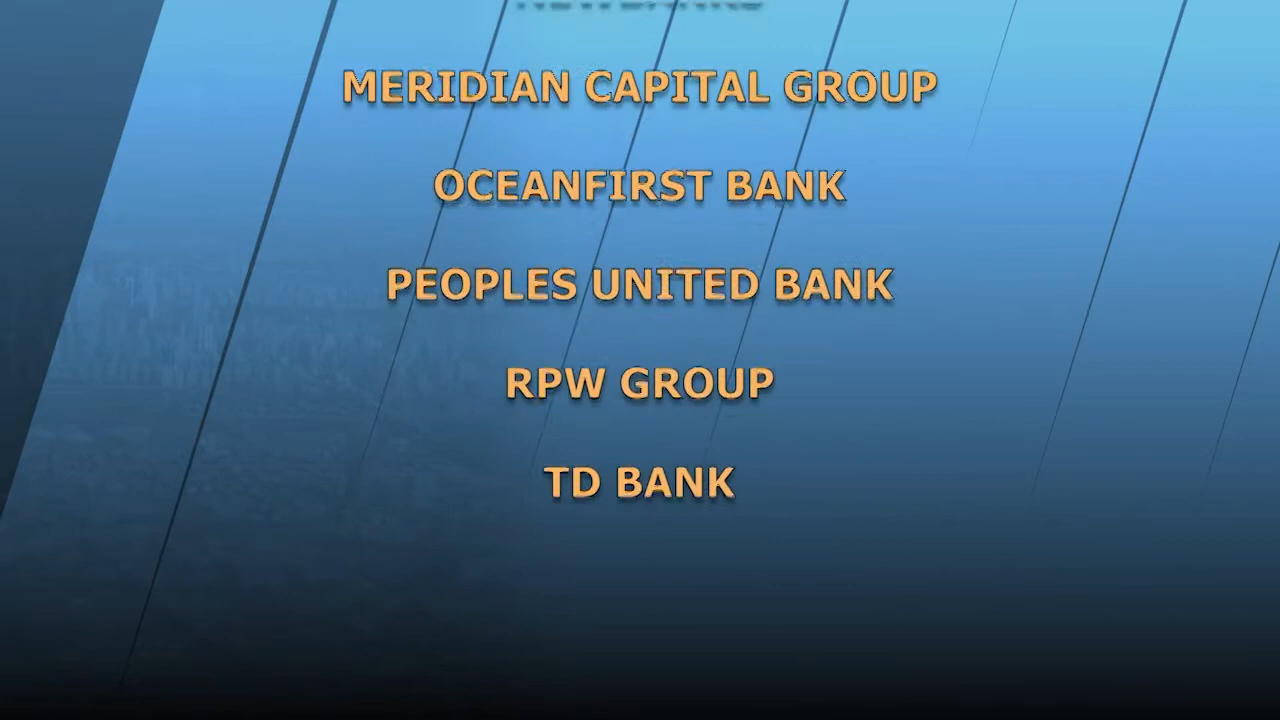 MERIDIAN CAPITAL GROUP
OCEANFIRST BANK
PEOPLES UNITED BANK
RPW GROUP
TD BANK